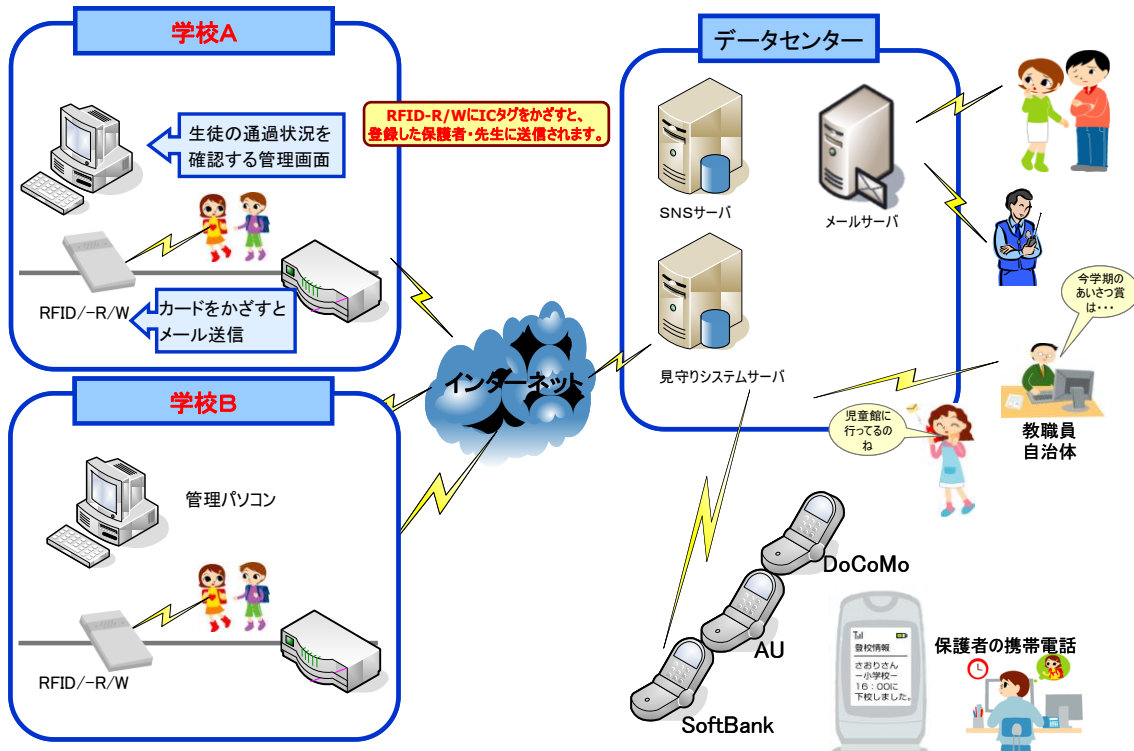 学校A
生徒の通過状況を
確認する管理画面
RFID/-R/W
カードをかざすと
メール送信
学校B
管理パソコン
RFID/-R/W
RFID-R/WにICタグをかざすと、
登録した保護者・先生に送信されます。
インターネット
データセンター
SNSサーバ
メールサーバ
見守りシステムサーバ
今学期の
あいさつ賞
は・・・
教職員
自治体
児童館に
行ってるの
ね
DoCoMo
AU
SoftBank
登校情報
さおりさん
－小学校－
16：00に
下校しました。
保護者の携帯電話